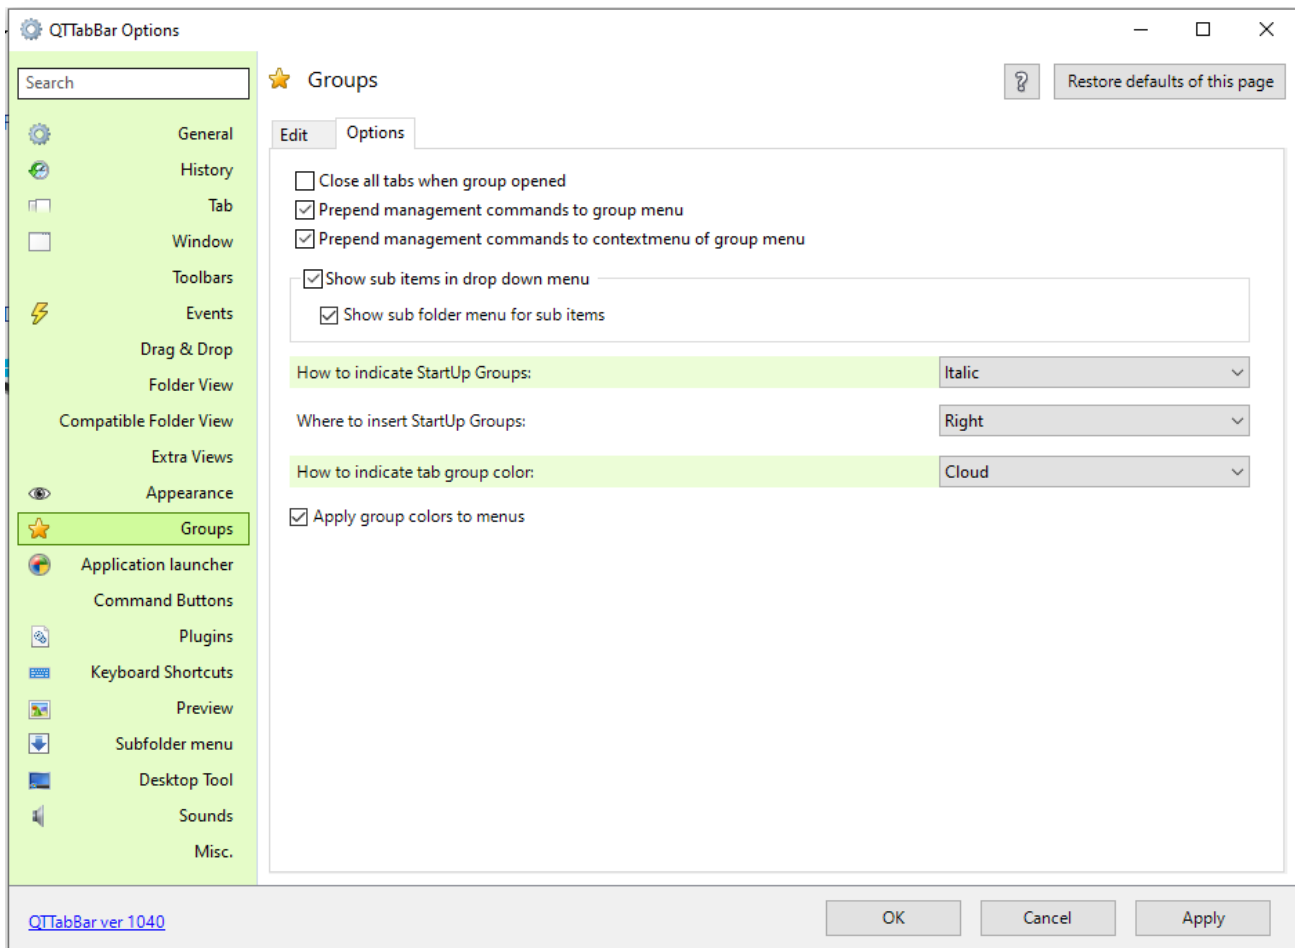 QTTabBar Options
Search
General
History
Tab
Window
Toolbars
Events
Drag & Drop
Folder View
Compatible Folder View
Extra Views
Appearance
Groups
Application launcher
Command Buttons
Plugins
Keyboard Shortcuts
Preview
Subfolder menu
Desktop Tool
Sounds
Misc.
Groups
? Restore defaults of this page
Edit Options
Close all tabs when group opened
Prepend management commands to group menu
Prepend management commands to contextmenu of group menu
Show sub items in drop down menu
Show sub folder menu for sub items
How to indicate StartUp Groups: Italic
Where to insert StartUp Groups: Right
How to indicate tab group color: Cloud
Apply group colors to menus
QTTabBar ver 1040
OK Cancel Apply